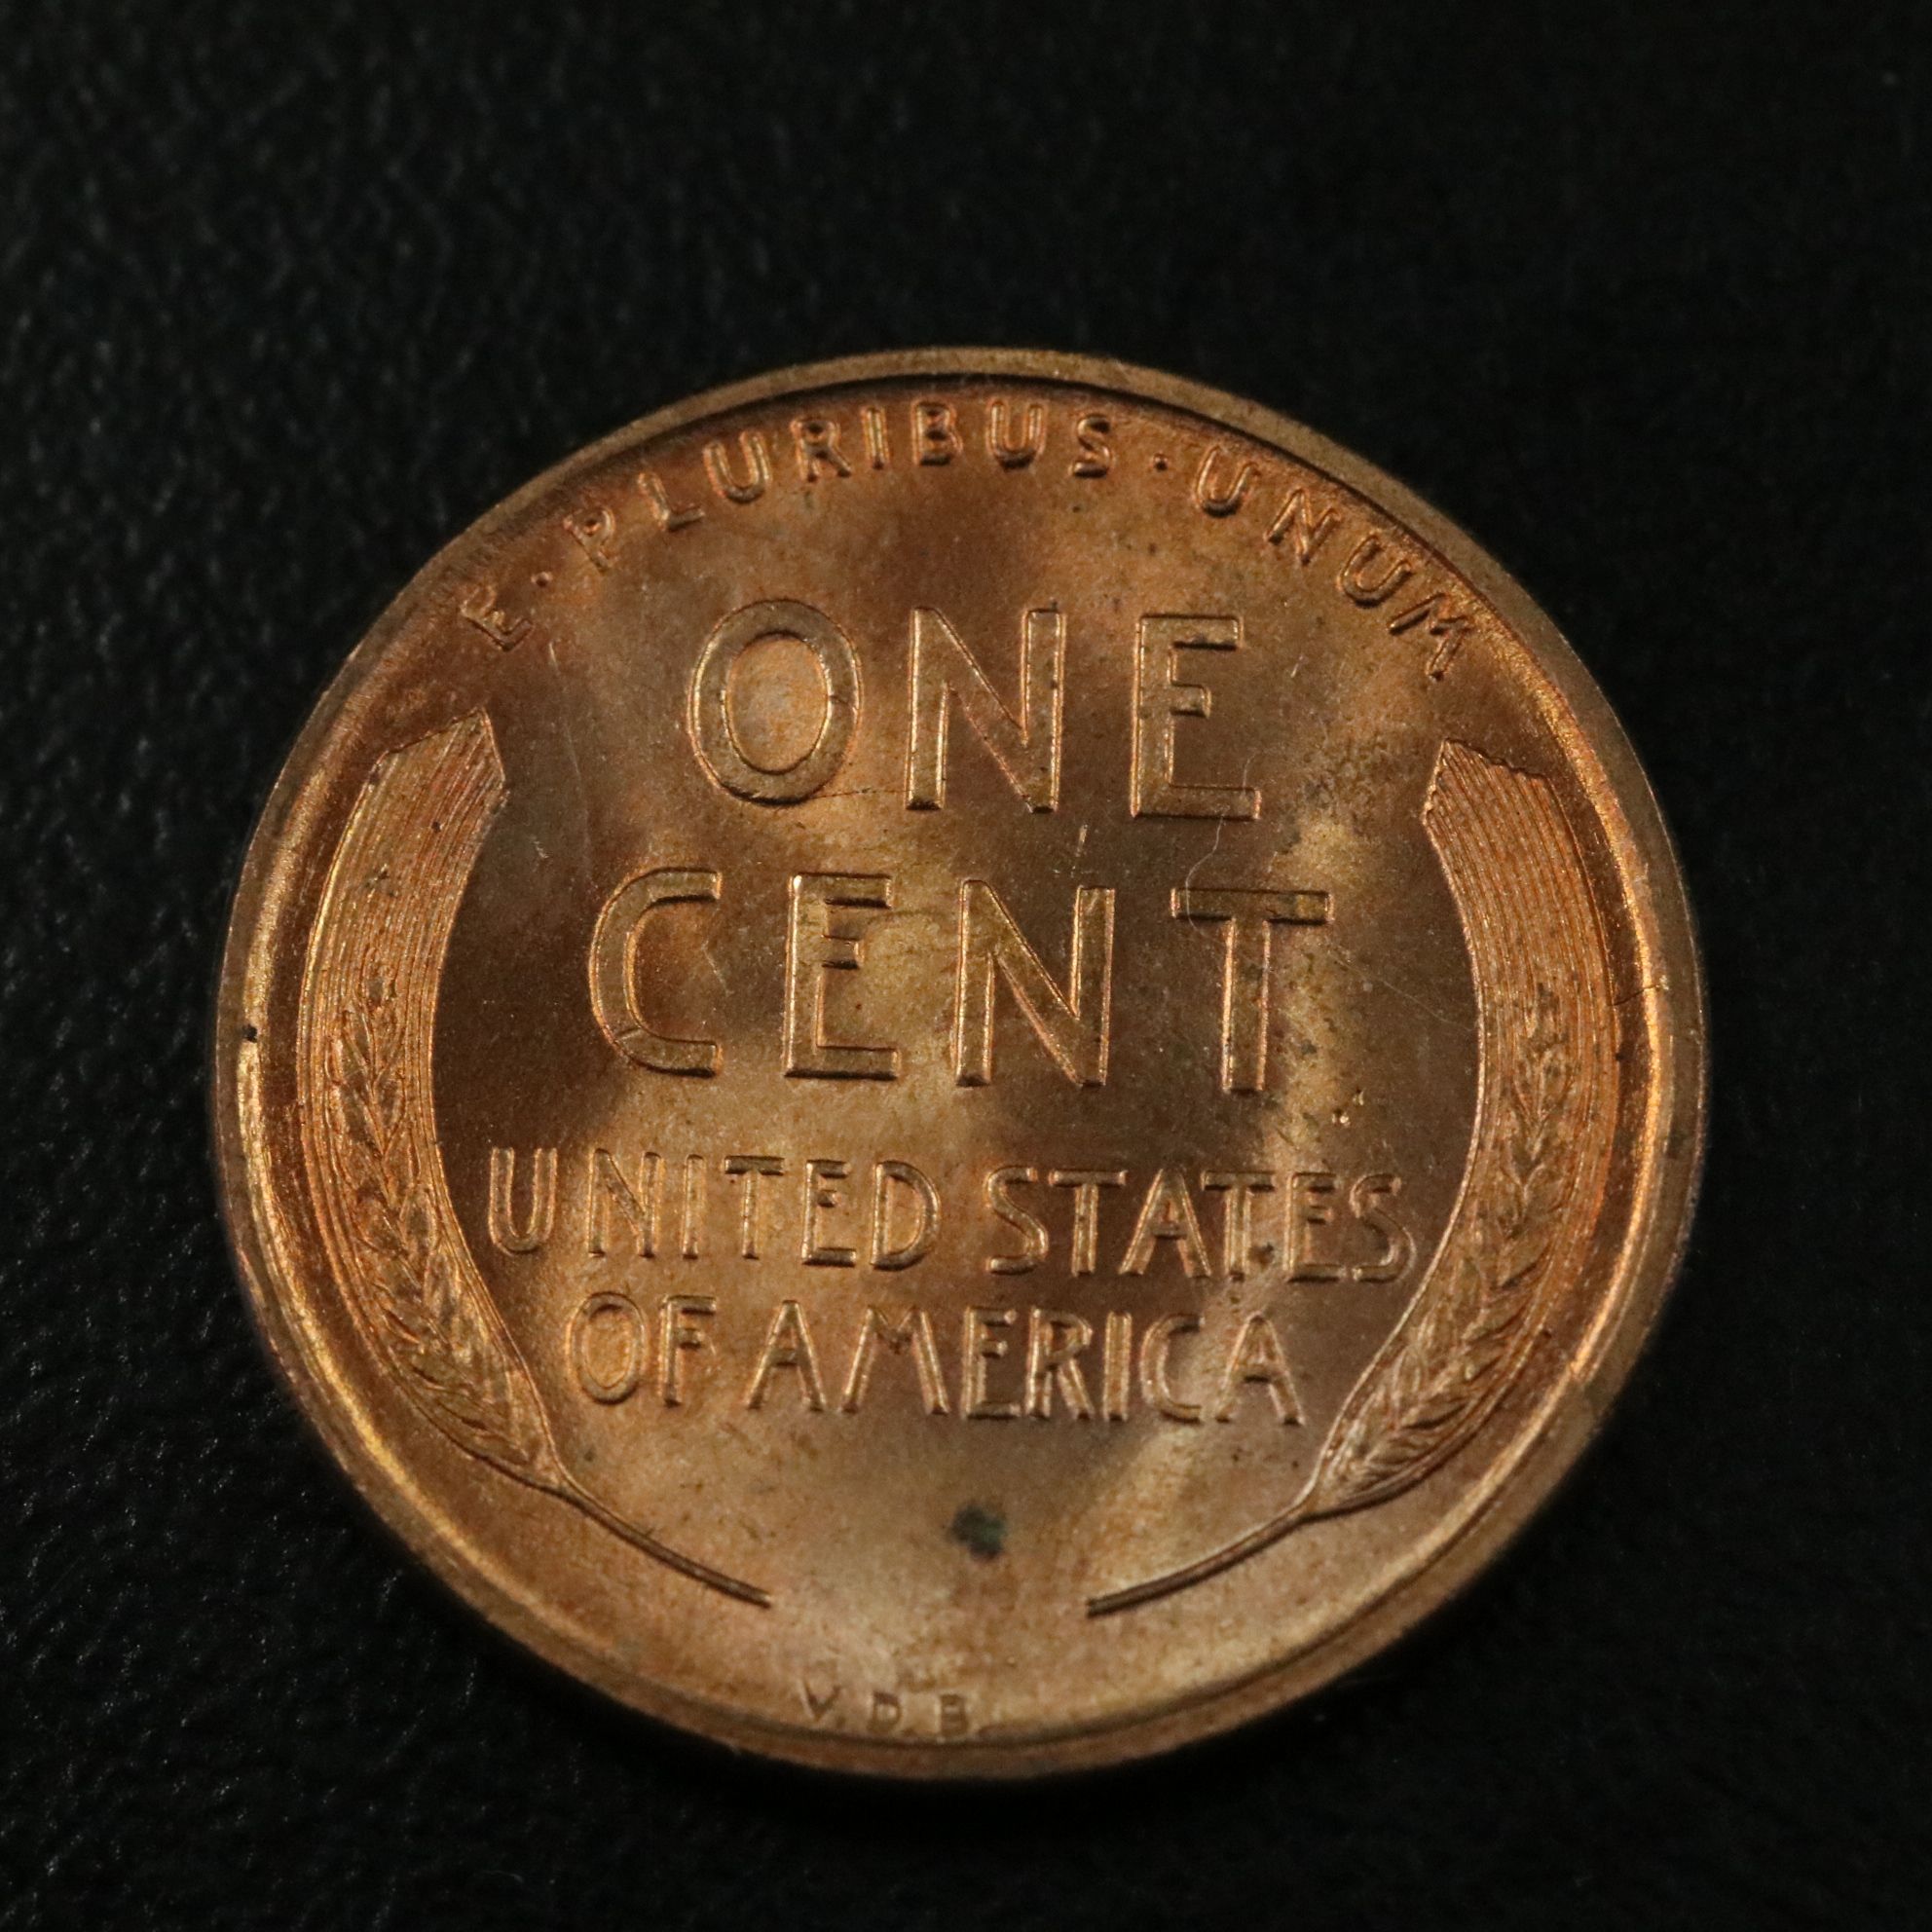 E·PLURIBUS·UNUM
ONE
CENT
UNITED STATES
OF AMERICA
V.D.B.